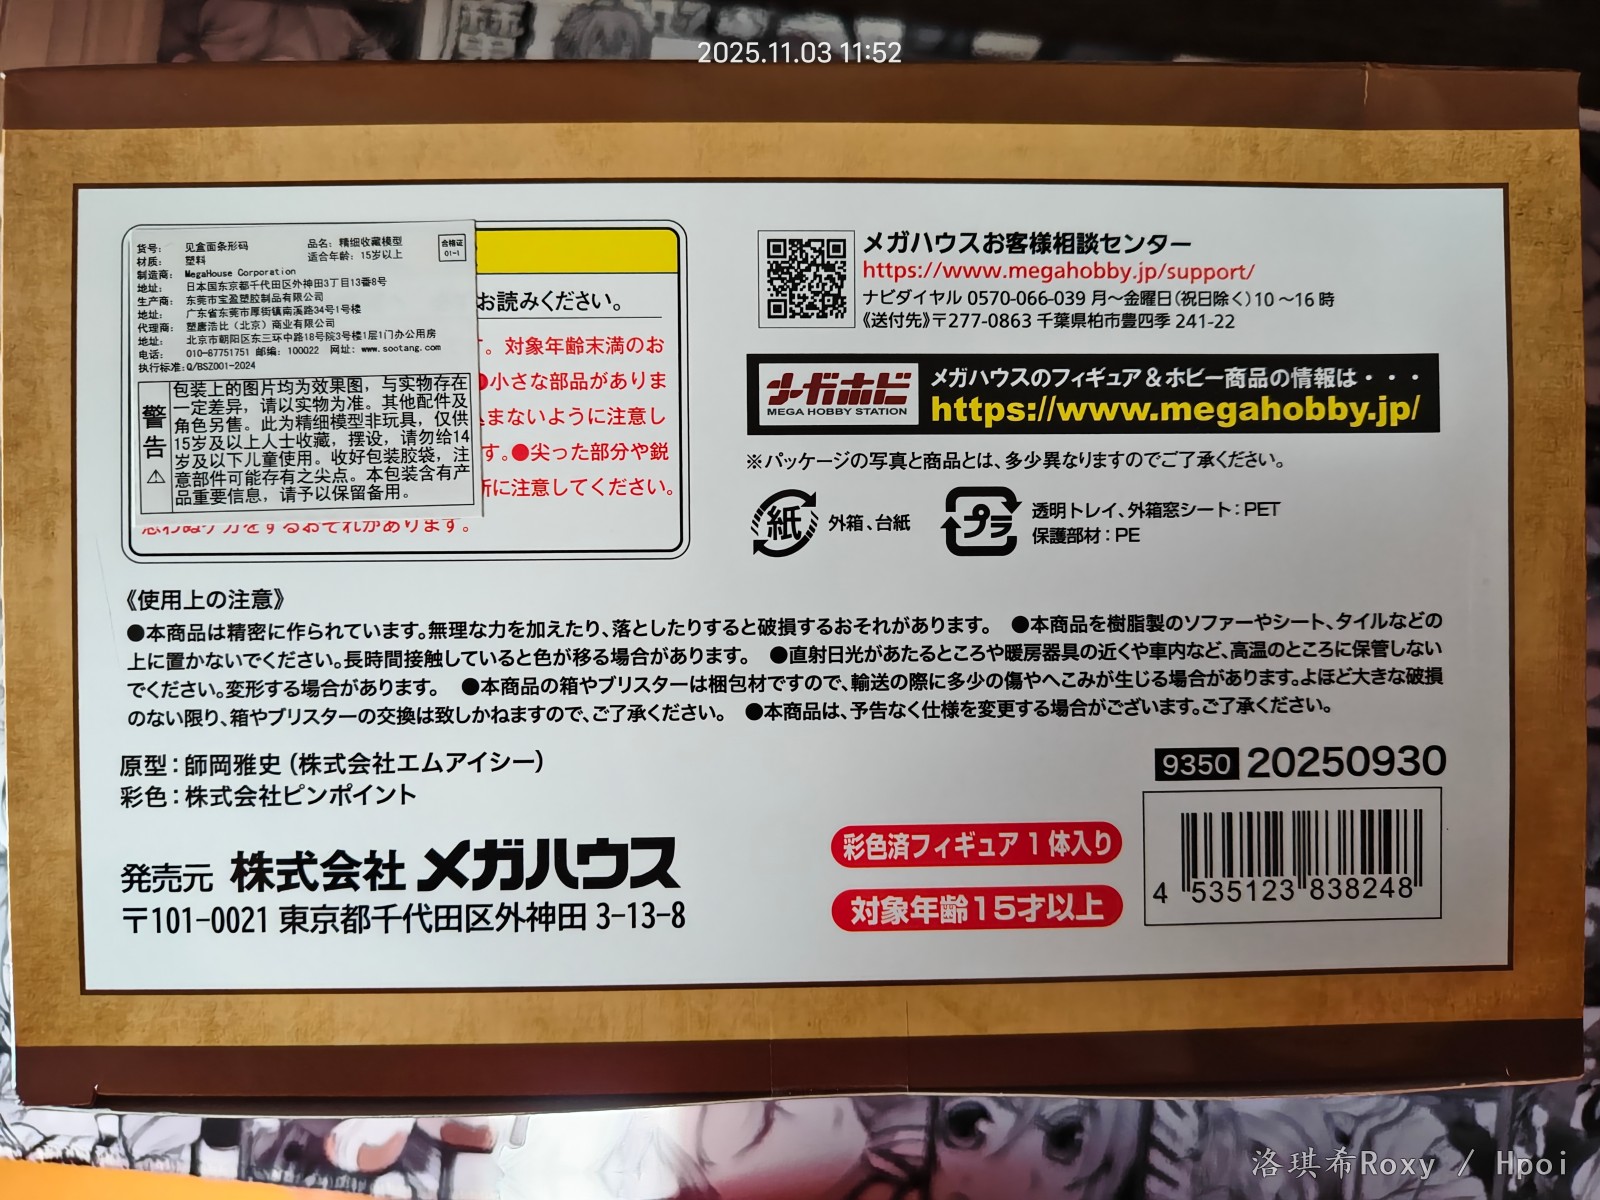 2025.11.03 11:52
货号： 见盒面条形码 品名：精细收藏模型 合格证 01-1
材质： 塑料 适合年龄：15岁以上
制造商： MegaHouse Corporation
地址： 日本国东京都千代田区外神田3丁目13番8号
生产商： 东莞市宝盈塑胶制品有限公司
地址： 广东省东莞市厚街镇南溪路34号1号楼
代理商： 塑唐浩比（北京）商业有限公司
地址： 北京市朝阳区东三环中路18号院3号楼1层1门办公用房
电话： 010-87751751 邮编：100022 网址：www.sootang.com
执行标准：Q/BSZ001-2024
警告
包装上的图片均为效果图，与实物存在
一定差异，请以实物为准。其他配件及
角色另售。此为精细模型非玩具，仅供
15岁及以上人士收藏，摆设，请勿给14
岁及以下儿童使用。收好包装胶袋，注
意部件可能存有之尖点。本包装含有产
品重要信息，请予以保留备用。
お読みください。
。対象年齢末満のお
●小さな部品がありま
まないように注意し
す。●尖った部分や鋭
所に注意してください。
思わぬケガをするおそれがあります。
メガハウスお客様相談センター
https://www.megahobby.jp/support/
ナビダイヤル 0570-066-039 月～金曜日（祝日除く）10～16時
《送付先》〒277-0863 千葉県柏市豊四季 241-22
メガホビ MEGA HOBBY STATION
メガハウスのフィギュア＆ホビー商品の情報は・・・
https://www.megahobby.jp/
※パッケージの写真と商品とは、多少異なりますのでご了承ください。
紙 外箱、台紙
プラ 透明トレイ、外箱窓シート：PET
保護部材：PE
《使用上の注意》
●本商品は精密に作られています。無理な力を加えたり、落としたりすると破損するおそれがあります。 ●本商品を樹脂製のソファーやシート、タイルなどの
上に置かないでください。長時間接触していると色が移る場合があります。 ●直射日光があたるところや暖房器具の近くや車内など、高温のところに保管しない
でください。変形する場合があります。 ●本商品の箱やブリスターは梱包材ですので、輸送の際に多少の傷やへこみが生じる場合があります。よほど大きな破損
のない限り、箱やブリスターの交換は致しかねますので、ご了承ください。 ●本商品は、予告なく仕様を変更する場合がございます。ご了承ください。
原型：師岡雅史（株式会社エムアイシー）
彩色：株式会社ピンポイント
発売元 株式会社メガハウス
〒101-0021 東京都千代田区外神田 3-13-8
彩色済フィギュア 1 体入り
対象年齢15才以上
9350 20250930
4 535123 838248
洛琪希Roxy / Hpoi